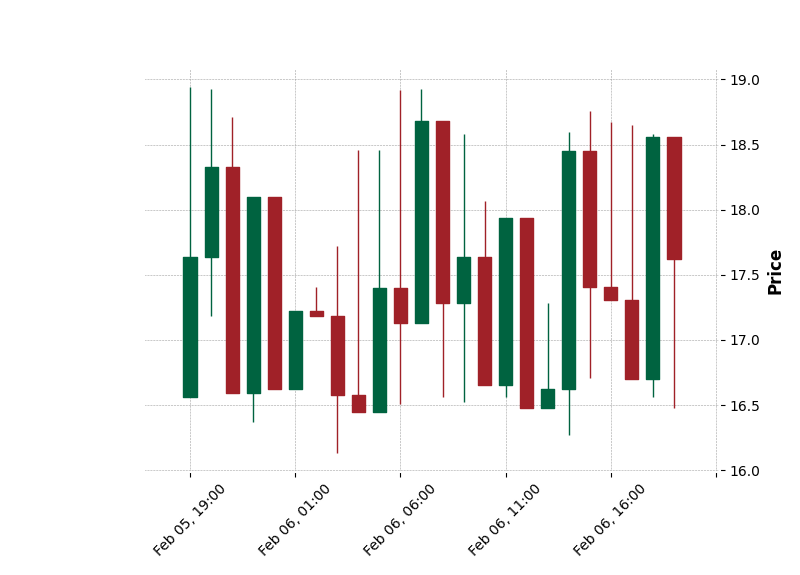 19.0
18.5
18.0
17.5
17.0
16.5
16.0
Price
Feb 05, 19:00
Feb 06, 01:00
Feb 06, 06:00
Feb 06, 11:00
Feb 06, 16:00